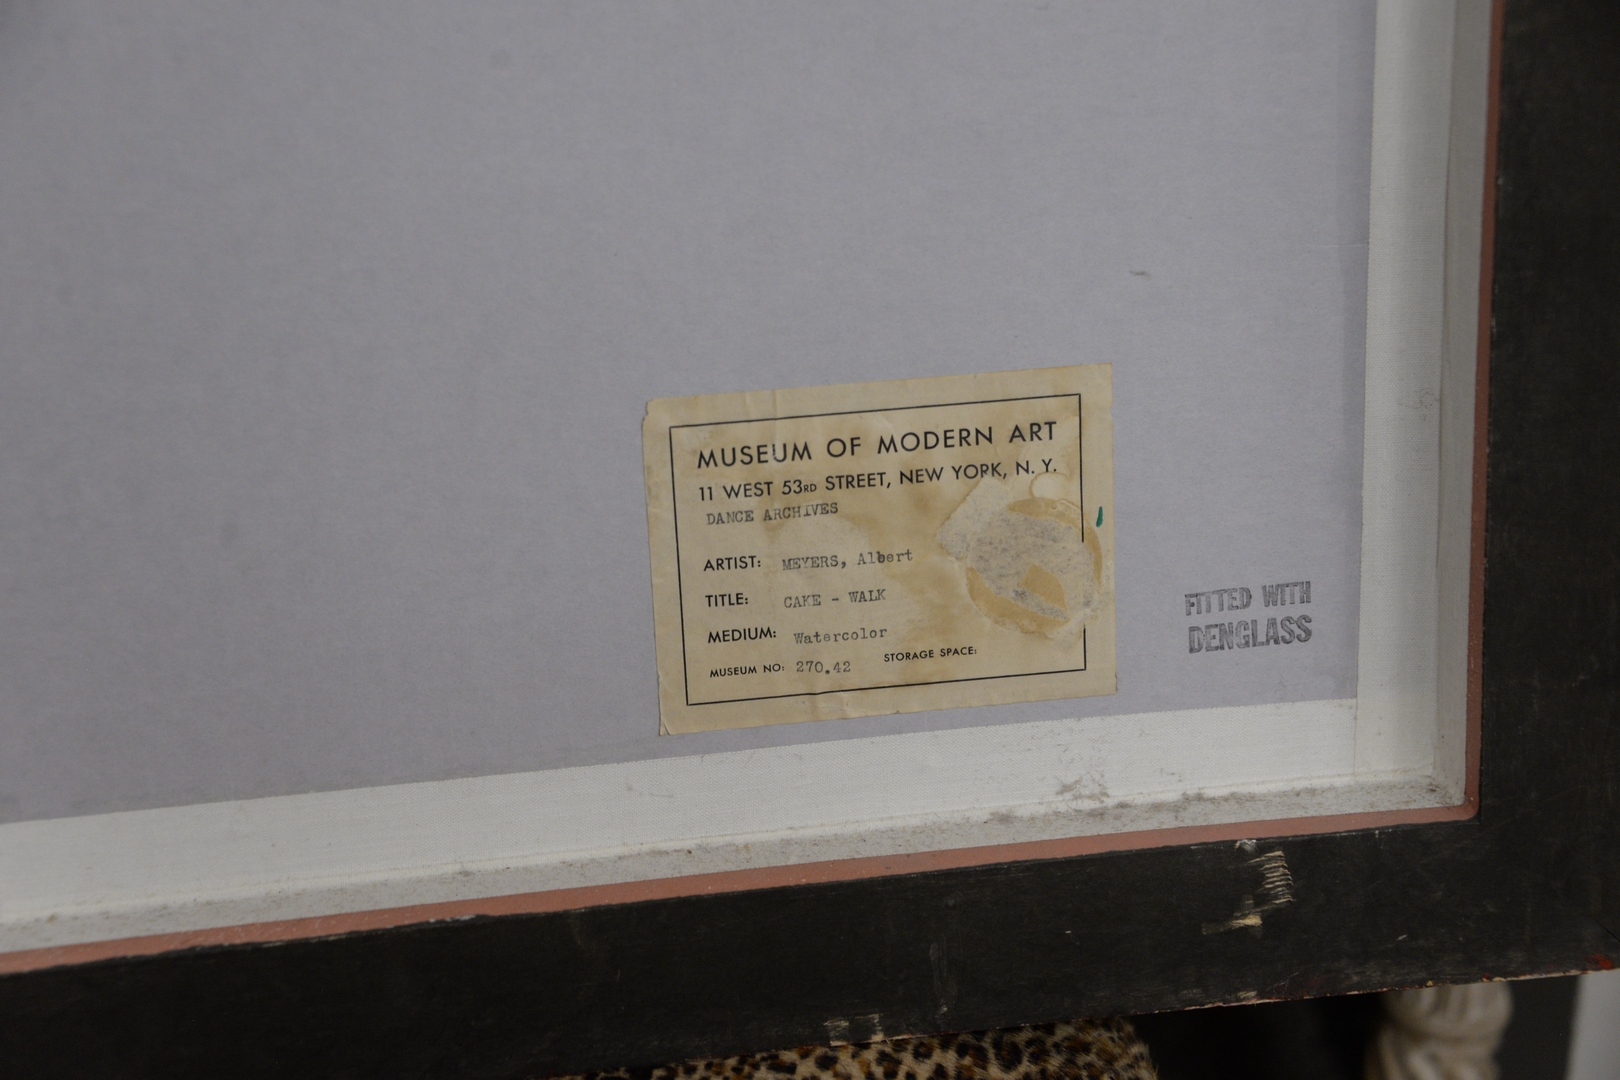 MUSEUM OF MODERN ART
11 WEST 53RD STREET, NEW YORK, N. Y.
DANCE ARCHIVES
ARTIST: MEYERS, Albert
TITLE: CAKE - WALK
MEDIUM: Watercolor
MUSEUM NO: 270.42 STORAGE SPACE:
FITTED WITH
DENGLASS